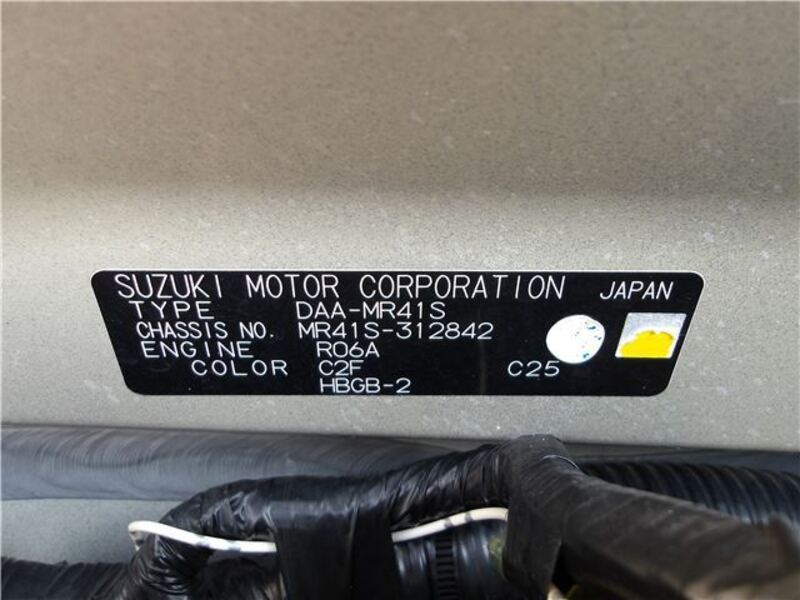 SUZUKI MOTOR CORPORATION JAPAN
TYPE DAA-MR41S
CHASSIS NO. MR41S-312842
ENGINE R06A
COLOR C2F C25
HBGB-2